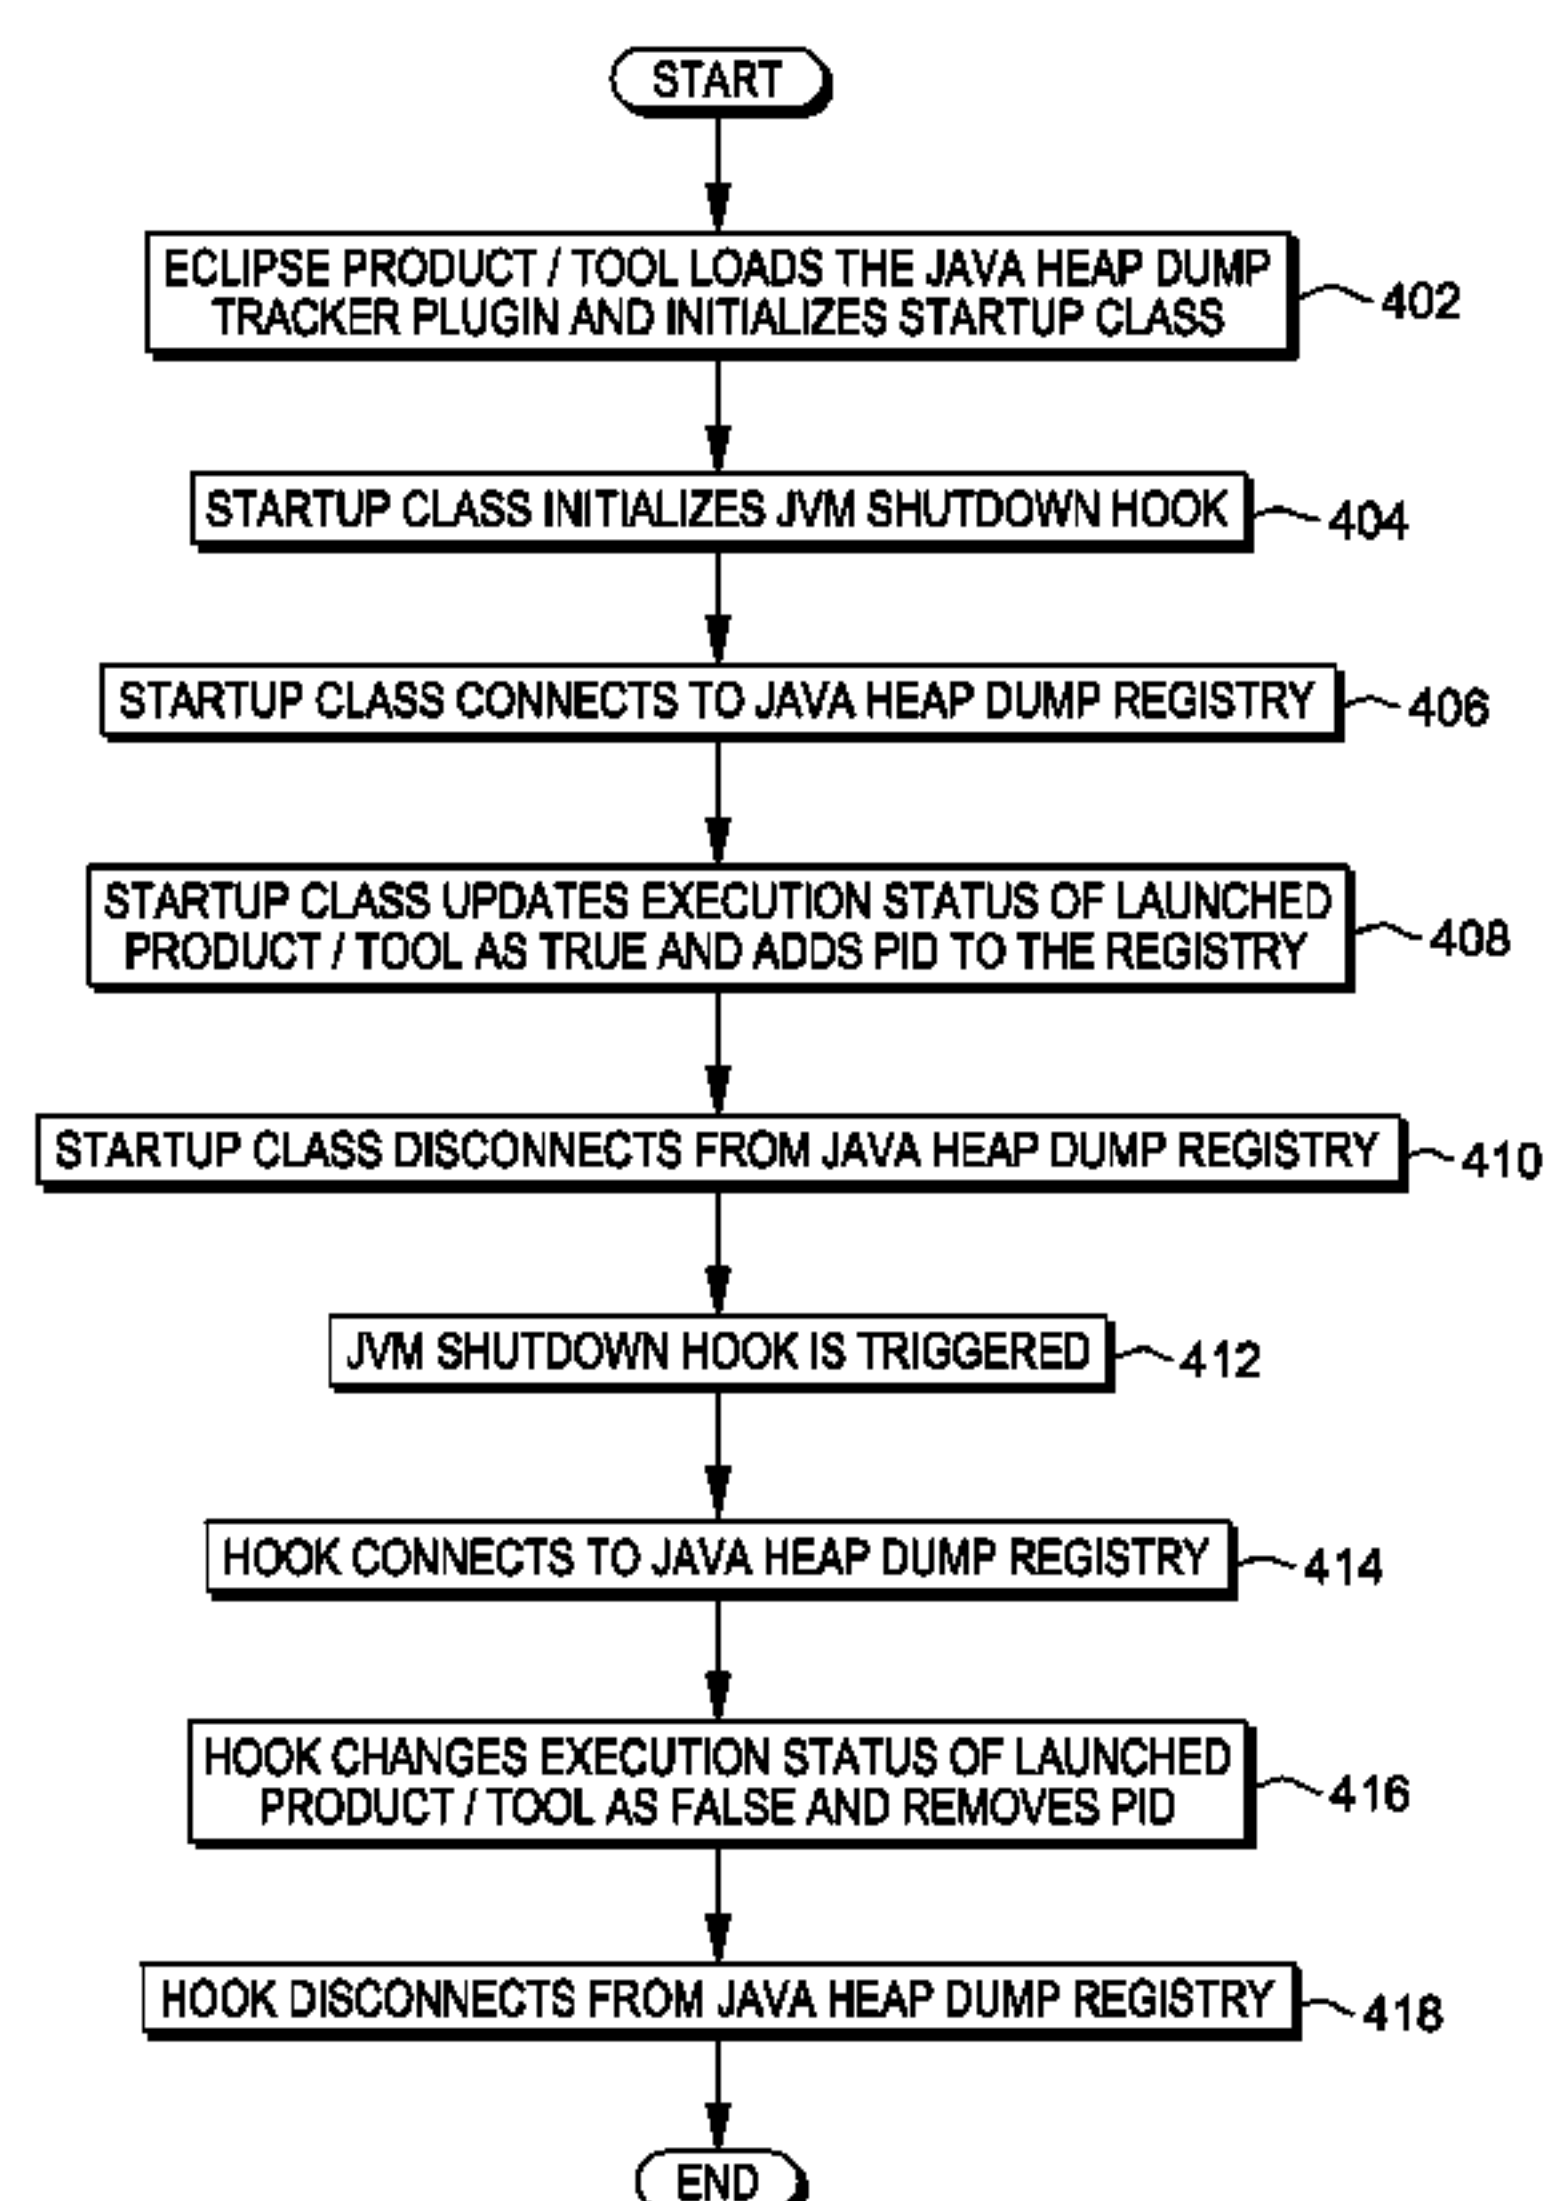 START
ECLIPSE PRODUCT / TOOL LOADS THE JAVA HEAP DUMP
TRACKER PLUGIN AND INITIALIZES STARTUP CLASS
402
STARTUP CLASS INITIALIZES JVM SHUTDOWN HOOK
404
STARTUP CLASS CONNECTS TO JAVA HEAP DUMP REGISTRY
406
STARTUP CLASS UPDATES EXECUTION STATUS OF LAUNCHED
PRODUCT / TOOL AS TRUE AND ADDS PID TO THE REGISTRY
408
STARTUP CLASS DISCONNECTS FROM JAVA HEAP DUMP REGISTRY
410
JVM SHUTDOWN HOOK IS TRIGGERED
412
HOOK CONNECTS TO JAVA HEAP DUMP REGISTRY
414
HOOK CHANGES EXECUTION STATUS OF LAUNCHED
PRODUCT / TOOL AS FALSE AND REMOVES PID
416
HOOK DISCONNECTS FROM JAVA HEAP DUMP REGISTRY
418
END